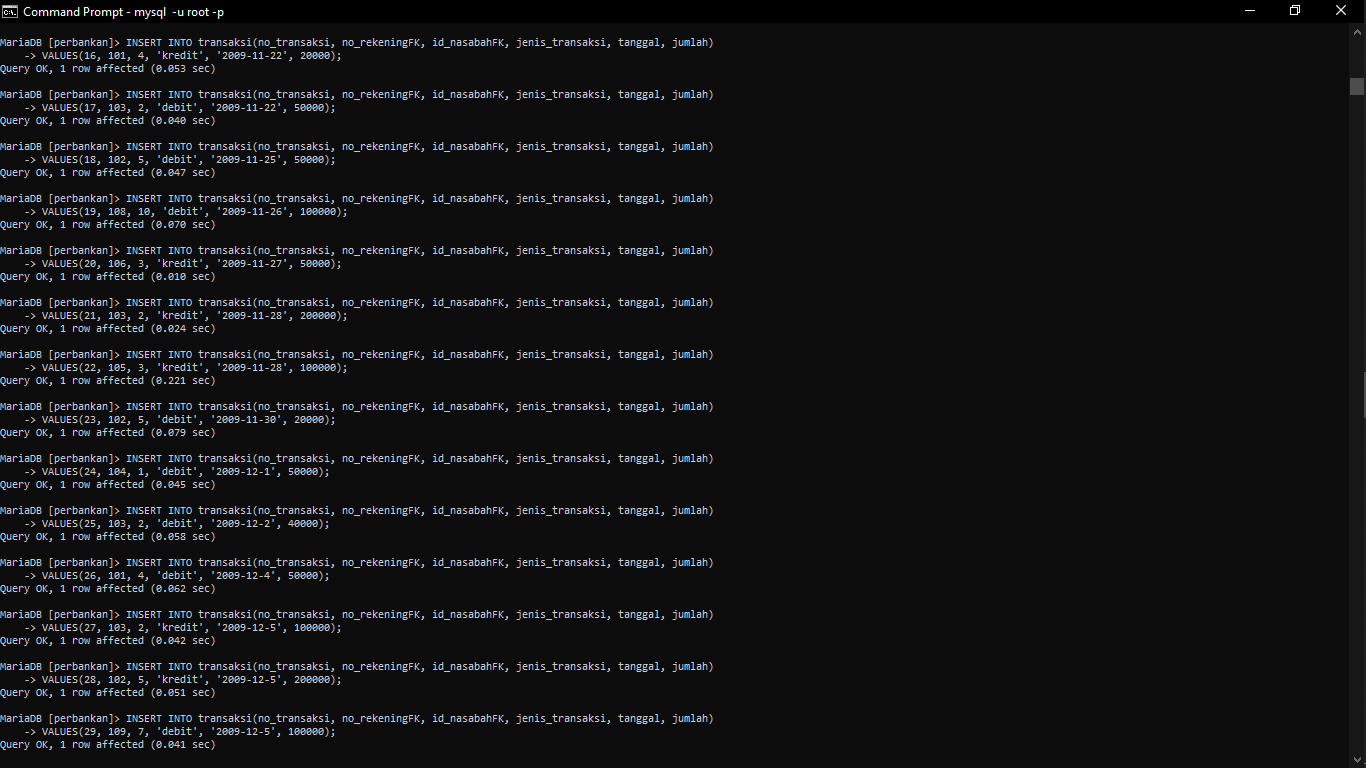 Command Prompt - mysql  -u root -p
MariaDB [perbankan]> INSERT INTO transaksi(no_transaksi, no_rekeningFK, id_nasabahFK, jenis_transaksi, tanggal, jumlah)
    -> VALUES(16, 101, 4, 'kredit', '2009-11-22', 20000);
Query OK, 1 row affected (0.053 sec)
MariaDB [perbankan]> INSERT INTO transaksi(no_transaksi, no_rekeningFK, id_nasabahFK, jenis_transaksi, tanggal, jumlah)
    -> VALUES(17, 103, 2, 'debit', '2009-11-22', 50000);
Query OK, 1 row affected (0.040 sec)
MariaDB [perbankan]> INSERT INTO transaksi(no_transaksi, no_rekeningFK, id_nasabahFK, jenis_transaksi, tanggal, jumlah)
    -> VALUES(18, 102, 5, 'debit', '2009-11-25', 50000);
Query OK, 1 row affected (0.047 sec)
MariaDB [perbankan]> INSERT INTO transaksi(no_transaksi, no_rekeningFK, id_nasabahFK, jenis_transaksi, tanggal, jumlah)
    -> VALUES(19, 108, 10, 'debit', '2009-11-26', 100000);
Query OK, 1 row affected (0.070 sec)
MariaDB [perbankan]> INSERT INTO transaksi(no_transaksi, no_rekeningFK, id_nasabahFK, jenis_transaksi, tanggal, jumlah)
    -> VALUES(20, 106, 3, 'kredit', '2009-11-27', 50000);
Query OK, 1 row affected (0.010 sec)
MariaDB [perbankan]> INSERT INTO transaksi(no_transaksi, no_rekeningFK, id_nasabahFK, jenis_transaksi, tanggal, jumlah)
    -> VALUES(21, 103, 2, 'kredit', '2009-11-28', 200000);
Query OK, 1 row affected (0.024 sec)
MariaDB [perbankan]> INSERT INTO transaksi(no_transaksi, no_rekeningFK, id_nasabahFK, jenis_transaksi, tanggal, jumlah)
    -> VALUES(22, 105, 3, 'kredit', '2009-11-28', 100000);
Query OK, 1 row affected (0.221 sec)
MariaDB [perbankan]> INSERT INTO transaksi(no_transaksi, no_rekeningFK, id_nasabahFK, jenis_transaksi, tanggal, jumlah)
    -> VALUES(23, 102, 5, 'debit', '2009-11-30', 20000);
Query OK, 1 row affected (0.079 sec)
MariaDB [perbankan]> INSERT INTO transaksi(no_transaksi, no_rekeningFK, id_nasabahFK, jenis_transaksi, tanggal, jumlah)
    -> VALUES(24, 104, 1, 'debit', '2009-12-1', 50000);
Query OK, 1 row affected (0.045 sec)
MariaDB [perbankan]> INSERT INTO transaksi(no_transaksi, no_rekeningFK, id_nasabahFK, jenis_transaksi, tanggal, jumlah)
    -> VALUES(25, 103, 2, 'debit', '2009-12-2', 40000);
Query OK, 1 row affected (0.058 sec)
MariaDB [perbankan]> INSERT INTO transaksi(no_transaksi, no_rekeningFK, id_nasabahFK, jenis_transaksi, tanggal, jumlah)
    -> VALUES(26, 101, 4, 'debit', '2009-12-4', 50000);
Query OK, 1 row affected (0.062 sec)
MariaDB [perbankan]> INSERT INTO transaksi(no_transaksi, no_rekeningFK, id_nasabahFK, jenis_transaksi, tanggal, jumlah)
    -> VALUES(27, 103, 2, 'kredit', '2009-12-5', 100000);
Query OK, 1 row affected (0.042 sec)
MariaDB [perbankan]> INSERT INTO transaksi(no_transaksi, no_rekeningFK, id_nasabahFK, jenis_transaksi, tanggal, jumlah)
    -> VALUES(28, 102, 5, 'kredit', '2009-12-5', 200000);
Query OK, 1 row affected (0.051 sec)
MariaDB [perbankan]> INSERT INTO transaksi(no_transaksi, no_rekeningFK, id_nasabahFK, jenis_transaksi, tanggal, jumlah)
    -> VALUES(29, 109, 7, 'debit', '2009-12-5', 100000);
Query OK, 1 row affected (0.041 sec)